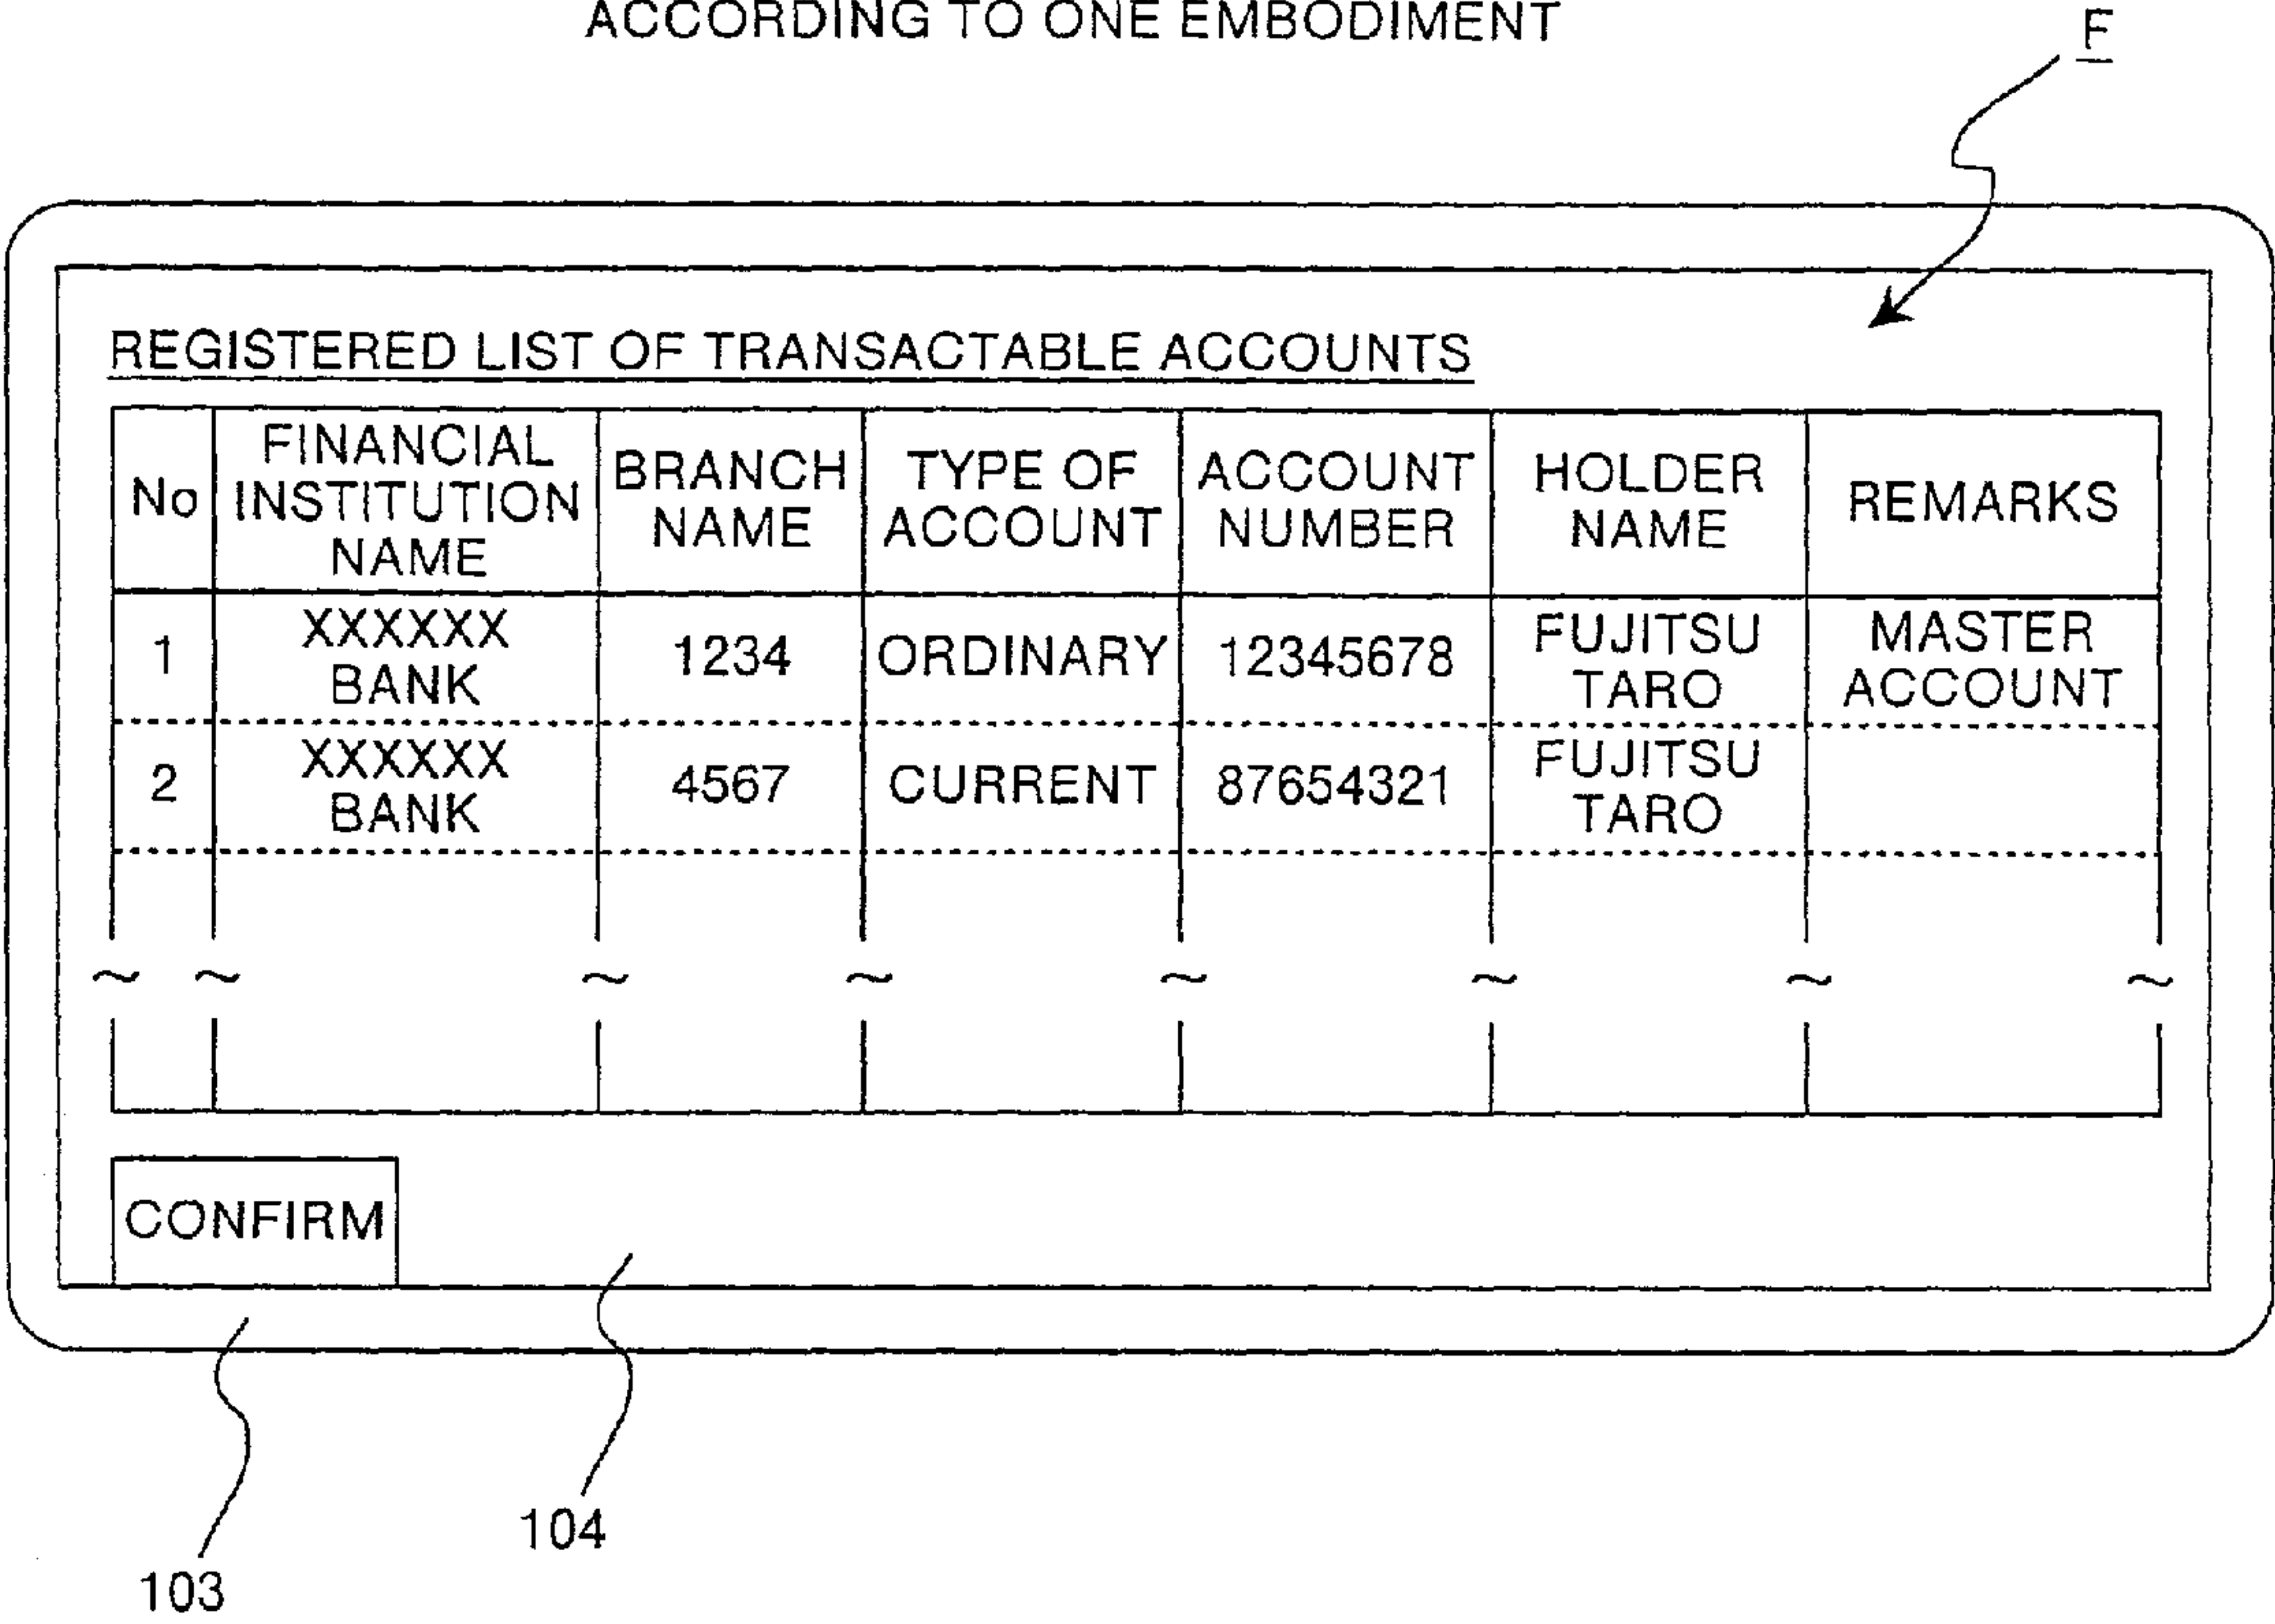 ACCORDING TO ONE EMBODIMENT
F
REGISTERED LIST OF TRANSACTABLE ACCOUNTS
No
FINANCIAL
INSTITUTION
NAME
BRANCH
NAME
TYPE OF
ACCOUNT
ACCOUNT
NUMBER
HOLDER
NAME
REMARKS
1
XXXXXX
BANK
1234
ORDINARY
12345678
FUJITSU
TARO
MASTER
ACCOUNT
2
XXXXXX
BANK
4567
CURRENT
87654321
FUJITSU
TARO
~ ~ ~ ~ ~ ~ ~ ~
CONFIRM
104
103